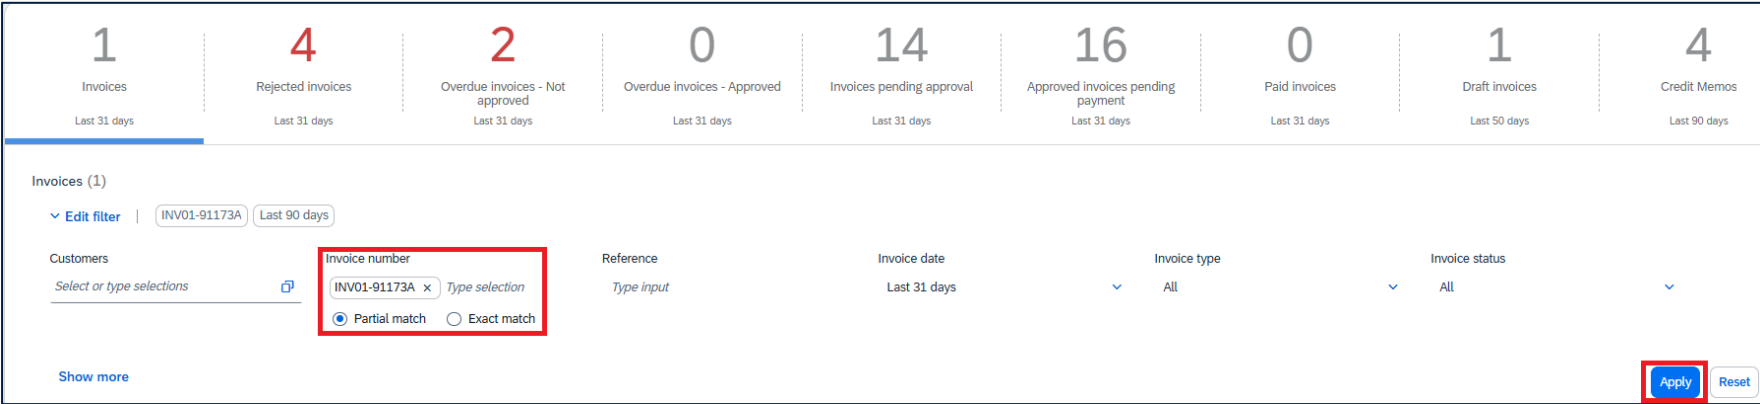 1
Invoices
Last 31 days
4
Rejected invoices
Last 31 days
2
Overdue invoices - Not
approved
Last 31 days
0
Overdue invoices - Approved
Last 31 days
14
Invoices pending approval
Last 31 days
16
Approved invoices pending
payment
Last 31 days
0
Paid invoices
Last 31 days
1
Draft invoices
Last 50 days
4
Credit Memos
Last 90 days
Invoices (1)
Edit filter | INV01-91173A Last 90 days
Customers
Select or type selections
Invoice number
INV01-91173A × Type selection
Partial match Exact match
Reference
Type input
Invoice date
Last 31 days
Invoice type
All
Invoice status
All
Show more
Apply Reset